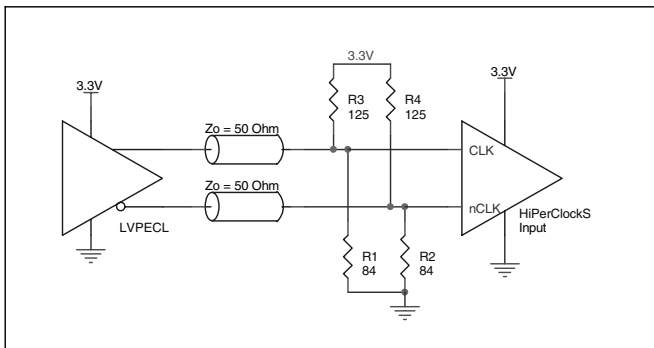 3.3V
3.3V
3.3V
R3
125
R4
125
Zo = 50 Ohm
CLK
Zo = 50 Ohm
nCLK
LVPECL
HiPerClockS
Input
R1
84
R2
84